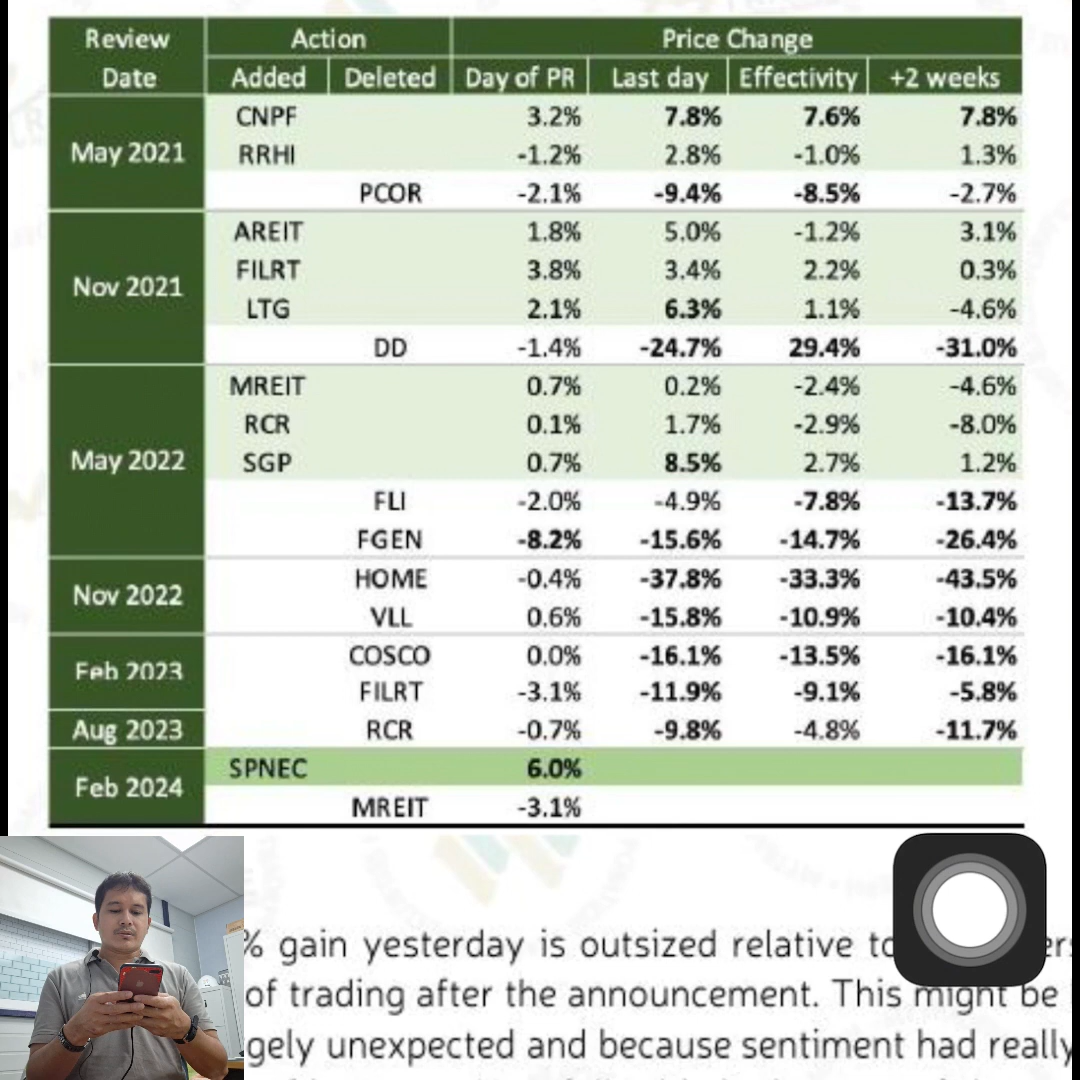 Review Date Action Price Change
Added Deleted Day of PR Last day Effectivity +2 weeks
May 2021
CNPF 3.2% 7.8% 7.6% 7.8%
RRHI -1.2% 2.8% -1.0% 1.3%
PCOR -2.1% -9.4% -8.5% -2.7%
Nov 2021
AREIT 1.8% 5.0% -1.2% 3.1%
FILRT 3.8% 3.4% 2.2% 0.3%
LTG 2.1% 6.3% 1.1% -4.6%
DD -1.4% -24.7% 29.4% -31.0%
May 2022
MREIT 0.7% 0.2% -2.4% -4.6%
RCR 0.1% 1.7% -2.9% -8.0%
SGP 0.7% 8.5% 2.7% 1.2%
FLI -2.0% -4.9% -7.8% -13.7%
FGEN -8.2% -15.6% -14.7% -26.4%
Nov 2022
HOME -0.4% -37.8% -33.3% -43.5%
VLL 0.6% -15.8% -10.9% -10.4%
Feb 2023
COSCO 0.0% -16.1% -13.5% -16.1%
FILRT -3.1% -11.9% -9.1% -5.8%
Aug 2023 RCR -0.7% -9.8% -4.8% -11.7%
Feb 2024
SPNEC 6.0%
MREIT -3.1%
% gain yesterday is outsized relative to
of trading after the announcement. This might be
gely unexpected and because sentiment had really